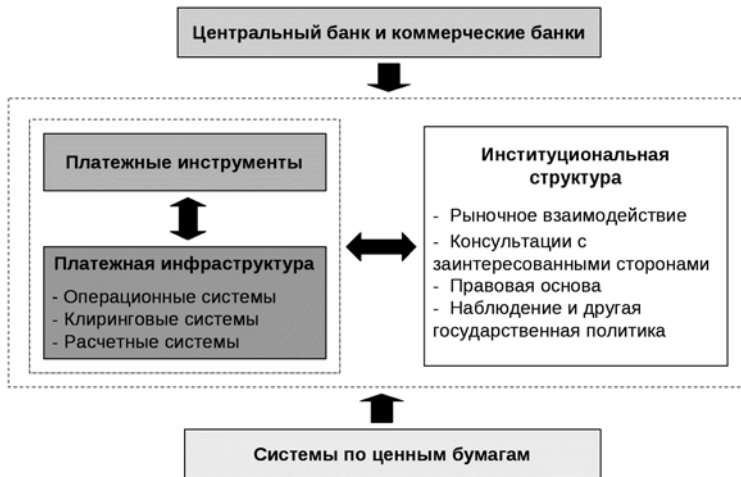 Центральный банк и коммерческие банки
Платежные инструменты
Платежная инфраструктура
- Операционные системы
- Клиринговые системы
- Расчетные системы
Институциональная
структура
- Рыночное взаимодействие
- Консультации с
заинтересованными сторонами
- Правовая основа
- Наблюдение и другая
государственная политика
Системы по ценным бумагам